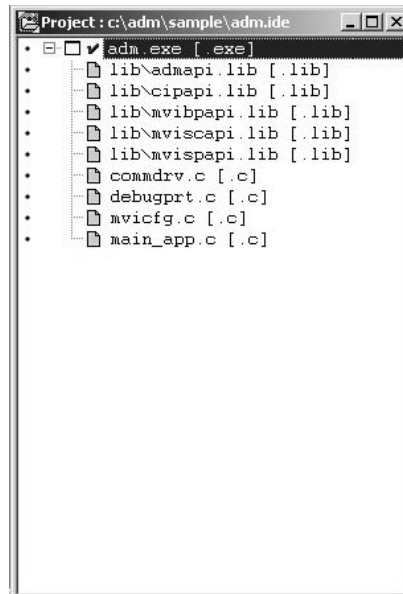 Project : c:\adm\sample\adm.ide
adm.exe [.exe]
lib\admapi.lib [.lib]
lib\cipapi.lib [.lib]
lib\mvibpapi.lib [.lib]
lib\mviscapi.lib [.lib]
lib\mvispapi.lib [.lib]
commdrv.c [.c]
debugprt.c [.c]
mvicfg.c [.c]
main_app.c [.c]